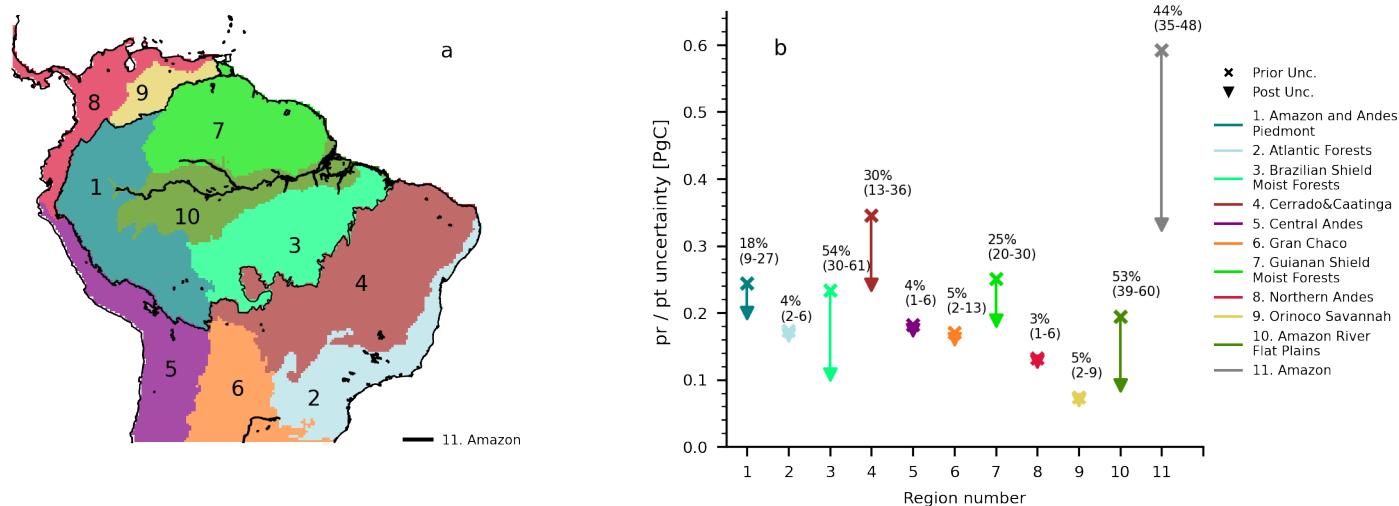 a
8
9
7
1
10
3
4
5
6
2
11. Amazon
b
pr / pt uncertainty [PgC]
0.6
0.5
0.4
0.3
0.2
0.1
0.0
18%
(9-27)
4%
(2-6)
54%
(30-61)
30%
(13-36)
4%
(1-6)
5%
(2-13)
25%
(20-30)
3%
(1-6)
5%
(2-9)
53%
(39-60)
44%
(35-48)
1 2 3 4 5 6 7 8 9 10 11
Region number
Prior Unc.
Post Unc.
1. Amazon and Andes
Piedmont
2. Atlantic Forests
3. Brazilian Shield
Moist Forests
4. Cerrado&Caatinga
5. Central Andes
6. Gran Chaco
7. Guianan Shield
Moist Forests
8. Northern Andes
9. Orinoco Savannah
10. Amazon River
Flat Plains
11. Amazon